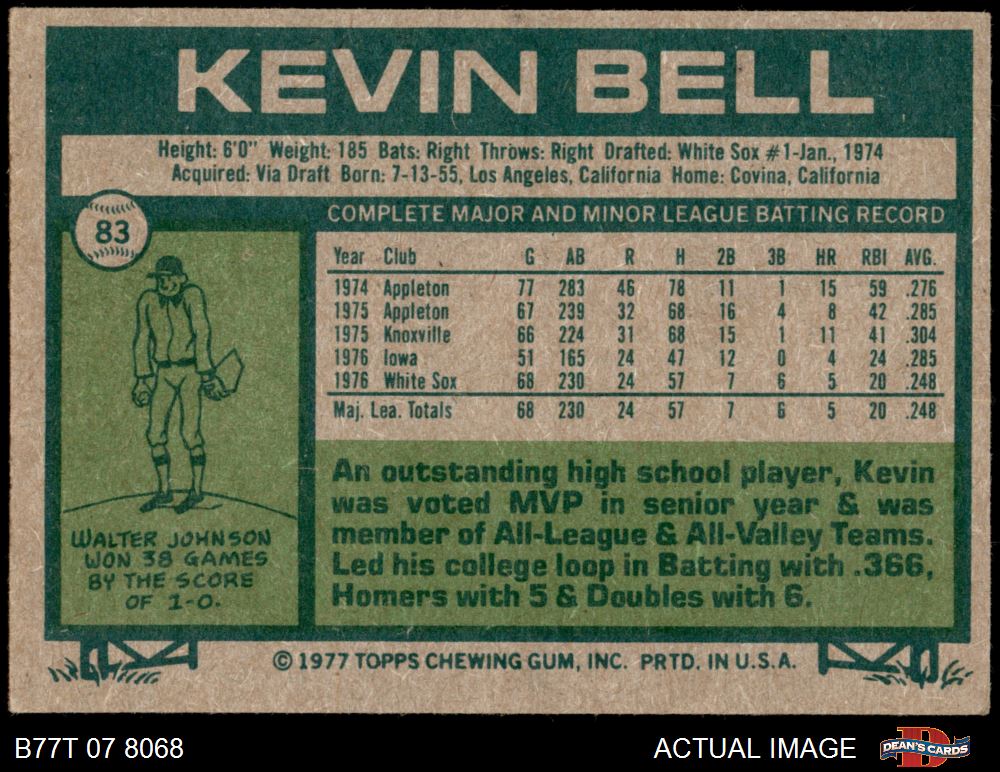 KEVIN BELL
Height: 6'0" Weight: 185 Bats: Right Throws: Right Drafted: White Sox #1-Jan., 1974
Acquired: Via Draft Born: 7-13-55, Los Angeles, California Home: Covina, California
83
COMPLETE MAJOR AND MINOR LEAGUE BATTING RECORD
Year Club G AB R H 2B 3B HR RBI AVG.
1974 Appleton 77 283 46 78 11 1 15 59 .276
1975 Appleton 67 239 32 68 16 4 8 42 .285
1975 Knoxville 66 224 31 68 15 1 11 41 .304
1976 Iowa 51 165 24 47 12 0 4 24 .285
1976 White Sox 68 230 24 57 7 6 5 20 .248
Maj. Lea. Totals 68 230 24 57 7 6 5 20 .248
WALTER JOHNSON
WON 38 GAMES
BY THE SCORE
OF 1-0.
An outstanding high school player, Kevin
was voted MVP in senior year & was
member of All-League & All-Valley Teams.
Led his college loop in Batting with .366,
Homers with 5 & Doubles with 6.
© 1977 TOPPS CHEWING GUM, INC. PRTD. IN U.S.A.
B77T 07 8068
ACTUAL IMAGE
D
DEAN'S CARDS